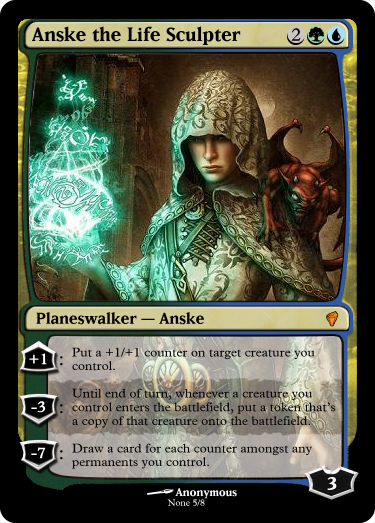 Anske the Life Sculpter 2
Planeswalker — Anske
+1: Put a +1/+1 counter on target creature you
control.
Until end of turn, whenever a creature you
-3: control enters the battlefield, put a token that's
a copy of that creature onto the battlefield.
-7: Draw a card for each counter amongst any
permanents you control.
3
Anonymous
None 5/8